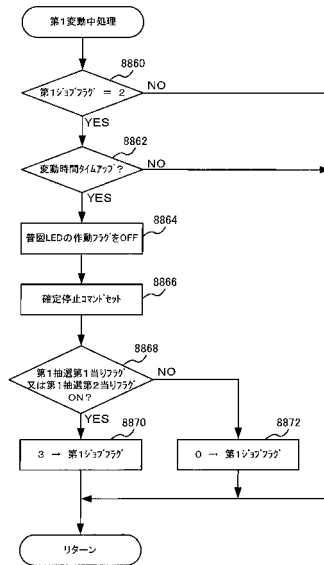 第1変動中処理
8860
第1ｼﾞｮﾌﾞﾌﾗｸﾞ = 2
NO
YES
8862
変動時間ﾀｲﾑｱｯﾌﾟ?
NO
YES
8864
普図LEDの作動ﾌﾗｸﾞをOFF
8866
確定停止ｺﾏﾝﾄﾞｾｯﾄ
8868
第1抽選第1当りﾌﾗｸﾞ
又は第1抽選第2当りﾌﾗｸﾞ
ON?
NO
YES
8870
3 → 第1ｼﾞｮﾌﾞﾌﾗｸﾞ
8872
0 → 第1ｼﾞｮﾌﾞﾌﾗｸﾞ
リターン